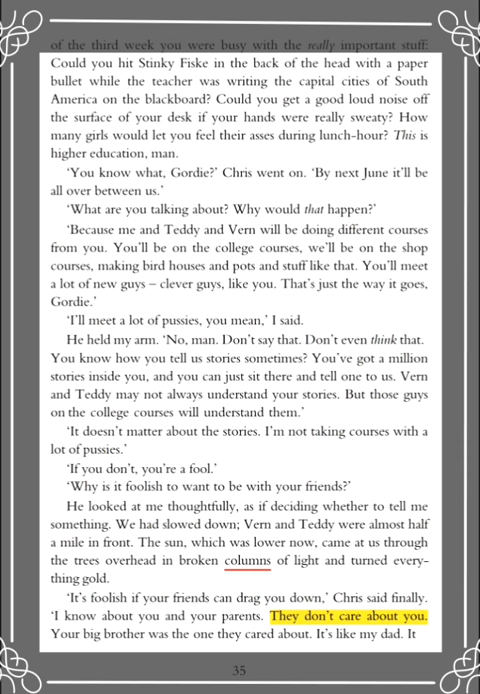 of the third week you were busy with the really important stuff:
Could you hit Stinky Fiske in the back of the head with a paper
bullet while the teacher was writing the capital cities of South
America on the blackboard? Could you get a good loud noise off
the surface of your desk if your hands were really sweaty? How
many girls would let you feel their asses during lunch-hour? This is
higher education, man.
‘You know what, Gordie?’ Chris went on. ‘By next June it’ll be
all over between us.’
‘What are you talking about? Why would that happen?’
‘Because me and Teddy and Vern will be doing different courses
from you. You’ll be on the college courses, we’ll be on the shop
courses, making bird houses and pots and stuff like that. You’ll meet
a lot of new guys – clever guys, like you. That’s just the way it goes,
Gordie.’
‘I’ll meet a lot of pussies, you mean,’ I said.
He held my arm. ‘No, man. Don’t say that. Don’t even think that.
You know how you tell us stories sometimes? You’ve got a million
stories inside you, and you can just sit there and tell one to us. Vern
and Teddy may not always understand your stories. But those guys
on the college courses will understand them.’
‘It doesn’t matter about the stories. I’m not taking courses with a
lot of pussies.’
‘If you don’t, you’re a fool.’
‘Why is it foolish to want to be with your friends?’
He looked at me thoughtfully, as if deciding whether to tell me
something. We had slowed down; Vern and Teddy were almost half
a mile in front. The sun, which was lower now, came at us through
the trees overhead in broken columns of light and turned every-
thing gold.
‘It’s foolish if your friends can drag you down,’ Chris said finally.
‘I know about you and your parents. They don’t care about you.
Your big brother was the one they cared about. It’s like my dad. It
35